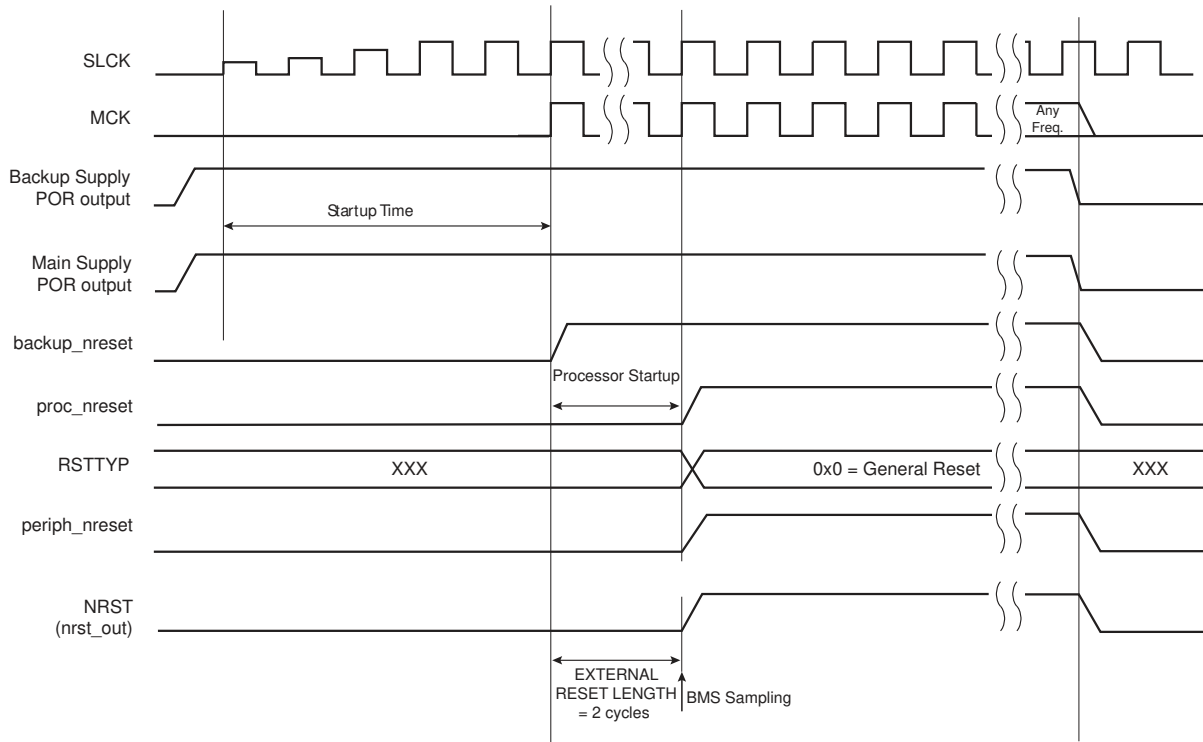 SLCK
MCK
Any
Freq.
Backup Supply
POR output
Startup Time
Main Supply
POR output
backup_nreset
Processor Startup
proc_nreset
RSTTYP
XXX
0x0 = General Reset
XXX
periph_nreset
NRST
(nrst_out)
EXTERNAL
RESET LENGTH
= 2 cycles
BMS Sampling